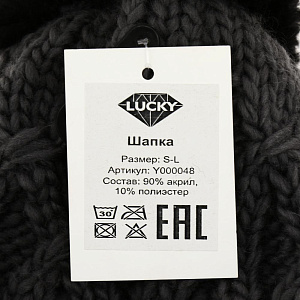 LUCKY
Шапка
Размер: S-L
Артикул: Y000048
Состав: 90% акрил,
10% полиэстер
30
EAC